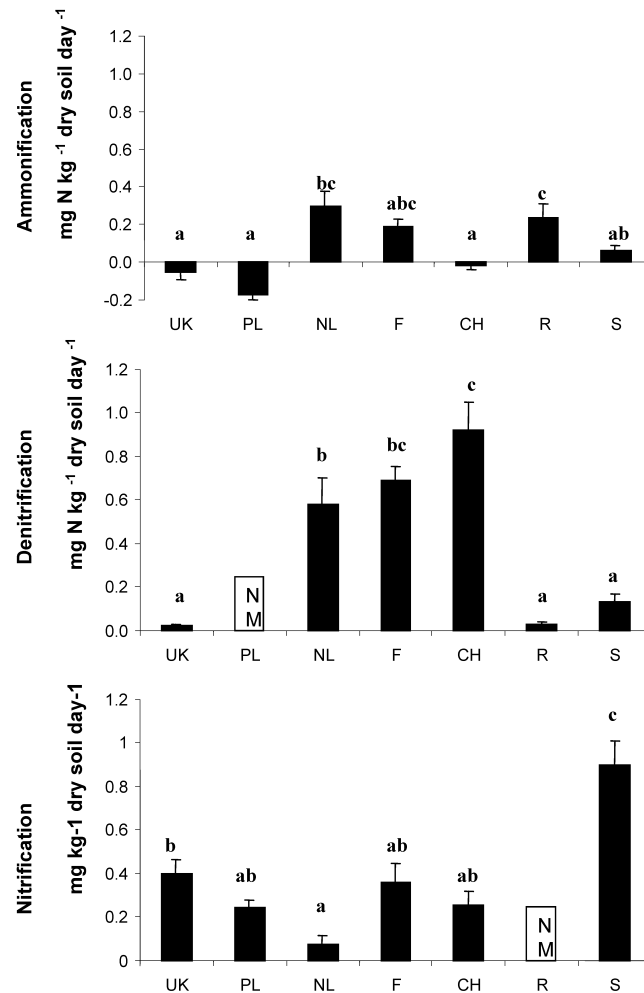 Ammonification
mg N kg -1 dry soil day -1
1.2
1.0
0.8
0.6
0.4
0.2
0.0
-0.2
a
a
bc
abc
a
c
ab
UK PL NL F CH R S
Denitrification
mg N kg -1 dry soil day -1
1.2
1.0
0.8
0.6
0.4
0.2
0.0
a
N
M
b
bc
c
a
a
UK PL NL F CH R S
Nitrification
mg kg-1 dry soil day-1
1.2
1
0.8
0.6
0.4
0.2
0
b
ab
a
ab
ab
N
M
c
UK PL NL F CH R S